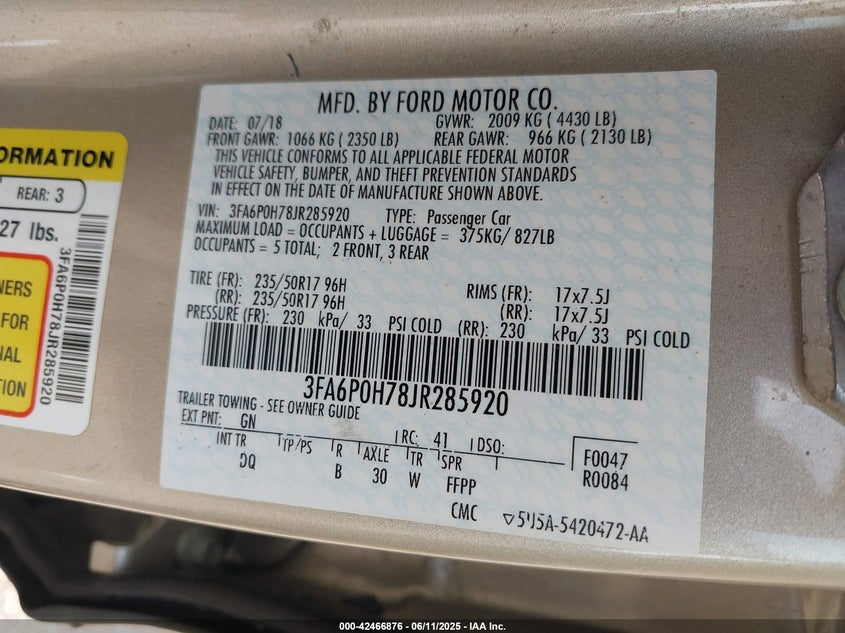 ORMATION
REAR: 3
27 lbs.
NERS
FOR
NAL
ON
3FA6P0H78JR285920
MFD. BY FORD MOTOR CO.
DATE: 07/18 GVWR: 2009 KG ( 4430 LB)
FRONT GAWR: 1066 KG ( 2350 LB) REAR GAWR: 966 KG ( 2130 LB)
THIS VEHICLE CONFORMS TO ALL APPLICABLE FEDERAL MOTOR
VEHICLE SAFETY, BUMPER, AND THEFT PREVENTION STANDARDS
IN EFFECT ON THE DATE OF MANUFACTURE SHOWN ABOVE.
VIN: 3FA6P0H78JR285920 TYPE: Passenger Car
MAXIMUM LOAD = OCCUPANTS + LUGGAGE = 375KG/ 827LB
OCCUPANTS = 5 TOTAL; 2 FRONT, 3 REAR
TIRE (FR): 235/50R17 96H RIMS (FR): 17x7.5J
(RR): 235/50R17 96H (RR): 17x7.5J
PRESSURE (FR): 230 kPa/ 33 PSI COLD (RR): 230 kPa/ 33 PSI COLD
3FA6P0H78JR285920
TRAILER TOWING - SEE OWNER GUIDE
EXT PNT: GN RC: 41 DSO: F0047
INT TR TP/PS R AXLE TR SPR R0084
DQ B 30 W FFPP
CMC 5U5A-5420472-AA
000-42466876 - 06/11/2025 - IAA Inc.